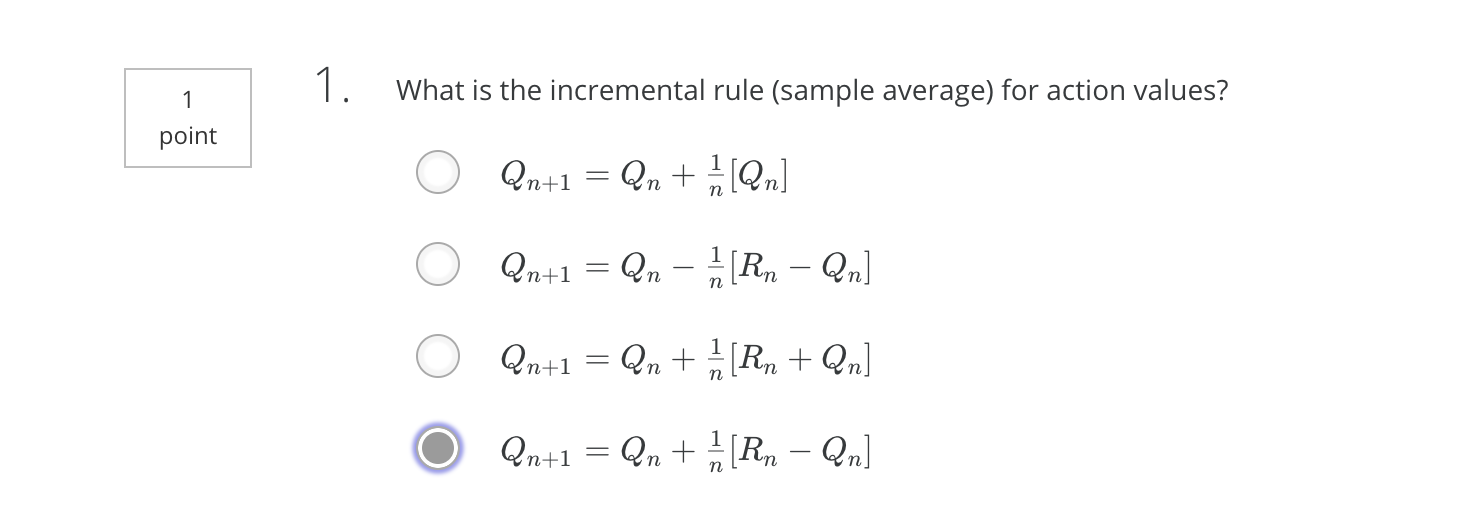 1
point
1. What is the incremental rule (sample average) for action values?
Qₙ₊₁ = Qₙ + 1/n [Qₙ]
Qₙ₊₁ = Qₙ − 1/n [Rₙ − Qₙ]
Qₙ₊₁ = Qₙ + 1/n [Rₙ + Qₙ]
Qₙ₊₁ = Qₙ + 1/n [Rₙ − Qₙ]